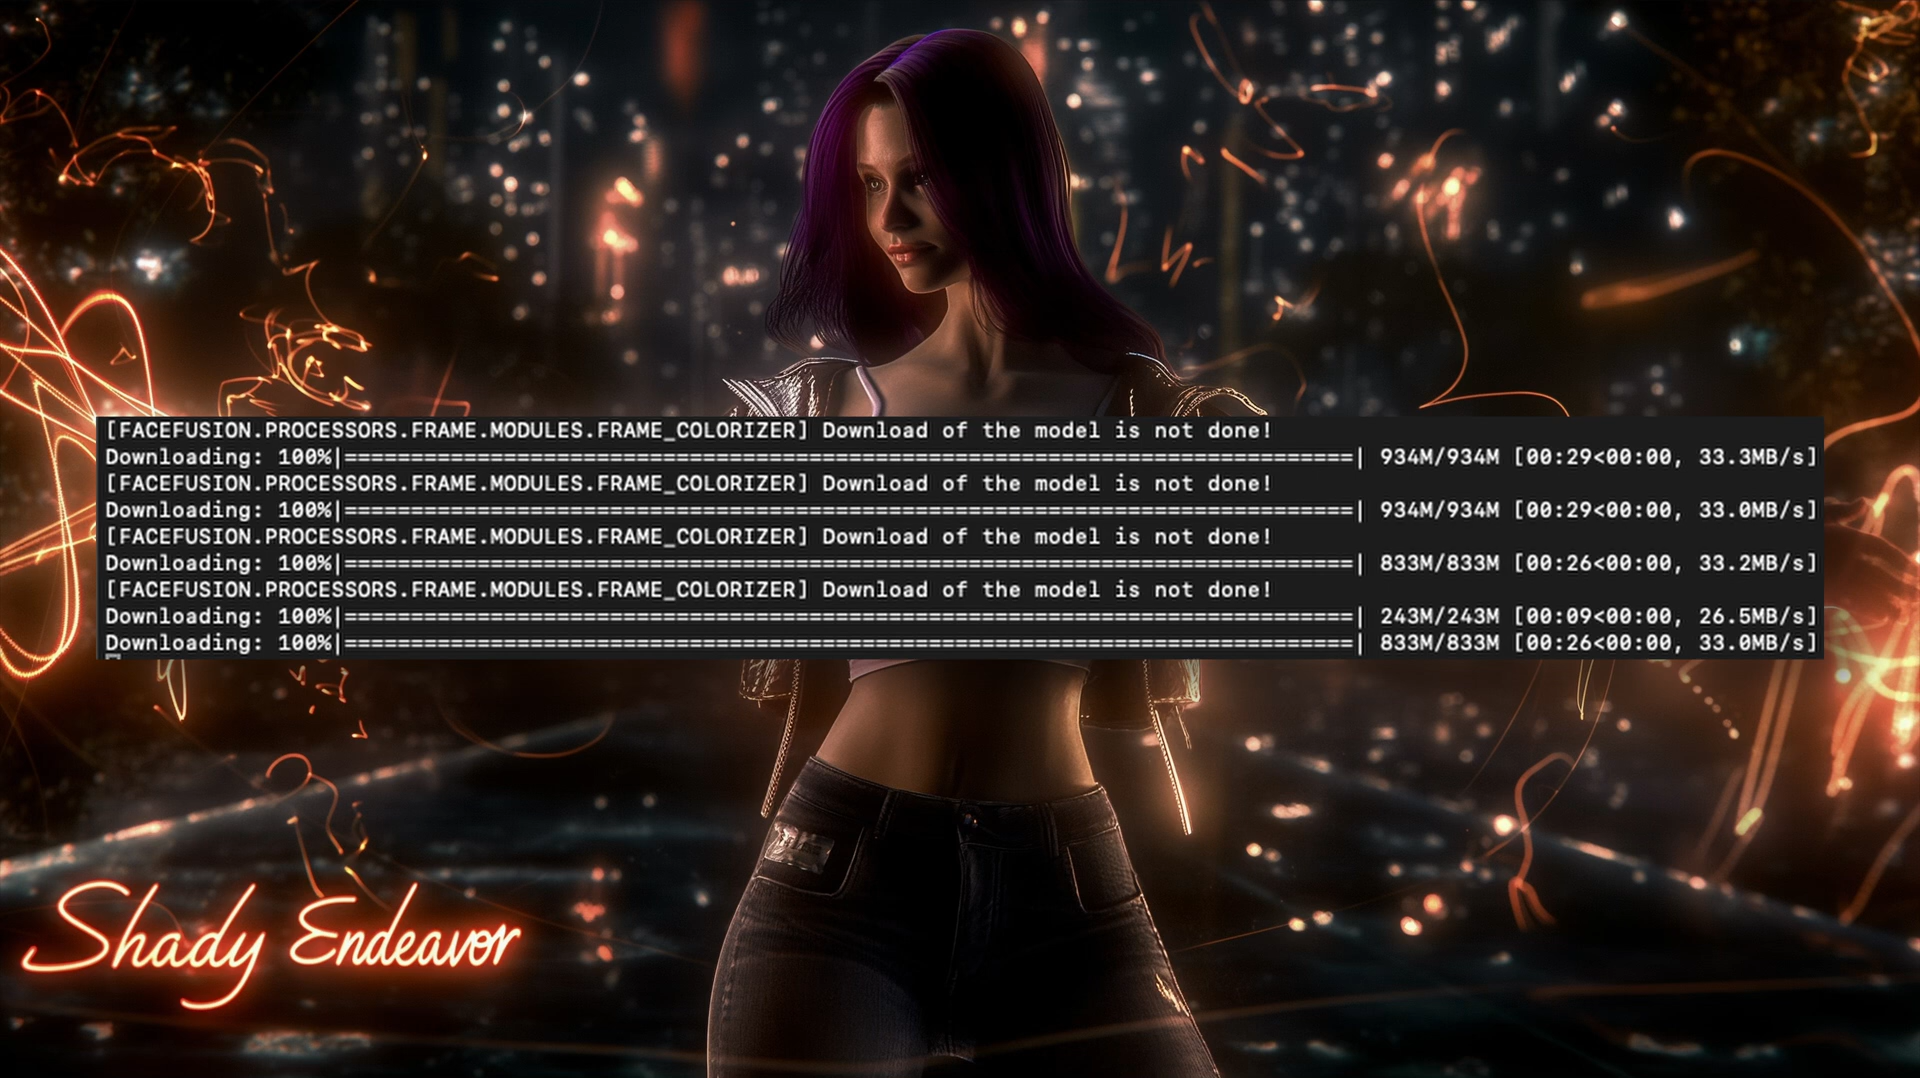 [FACEFUSION.PROCESSORS.FRAME.MODULES.FRAME_COLORIZER] Download of the model is not done!
Downloading: 100%|============================================================================| 934M/934M [00:29<00:00, 33.3MB/s]
[FACEFUSION.PROCESSORS.FRAME.MODULES.FRAME_COLORIZER] Download of the model is not done!
Downloading: 100%|============================================================================| 934M/934M [00:29<00:00, 33.0MB/s]
[FACEFUSION.PROCESSORS.FRAME.MODULES.FRAME_COLORIZER] Download of the model is not done!
Downloading: 100%|============================================================================| 833M/833M [00:26<00:00, 33.2MB/s]
[FACEFUSION.PROCESSORS.FRAME.MODULES.FRAME_COLORIZER] Download of the model is not done!
Downloading: 100%|============================================================================| 243M/243M [00:09<00:00, 26.5MB/s]
Downloading: 100%|============================================================================| 833M/833M [00:26<00:00, 33.0MB/s]
Shady Endeavor